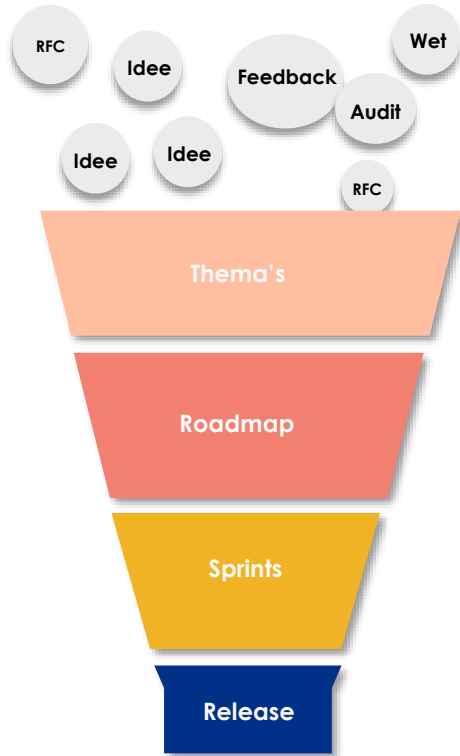 RFC
Idee
Feedback
Wet
Audit
Idee
Idee
RFC
Thema's
Roadmap
Sprints
Release